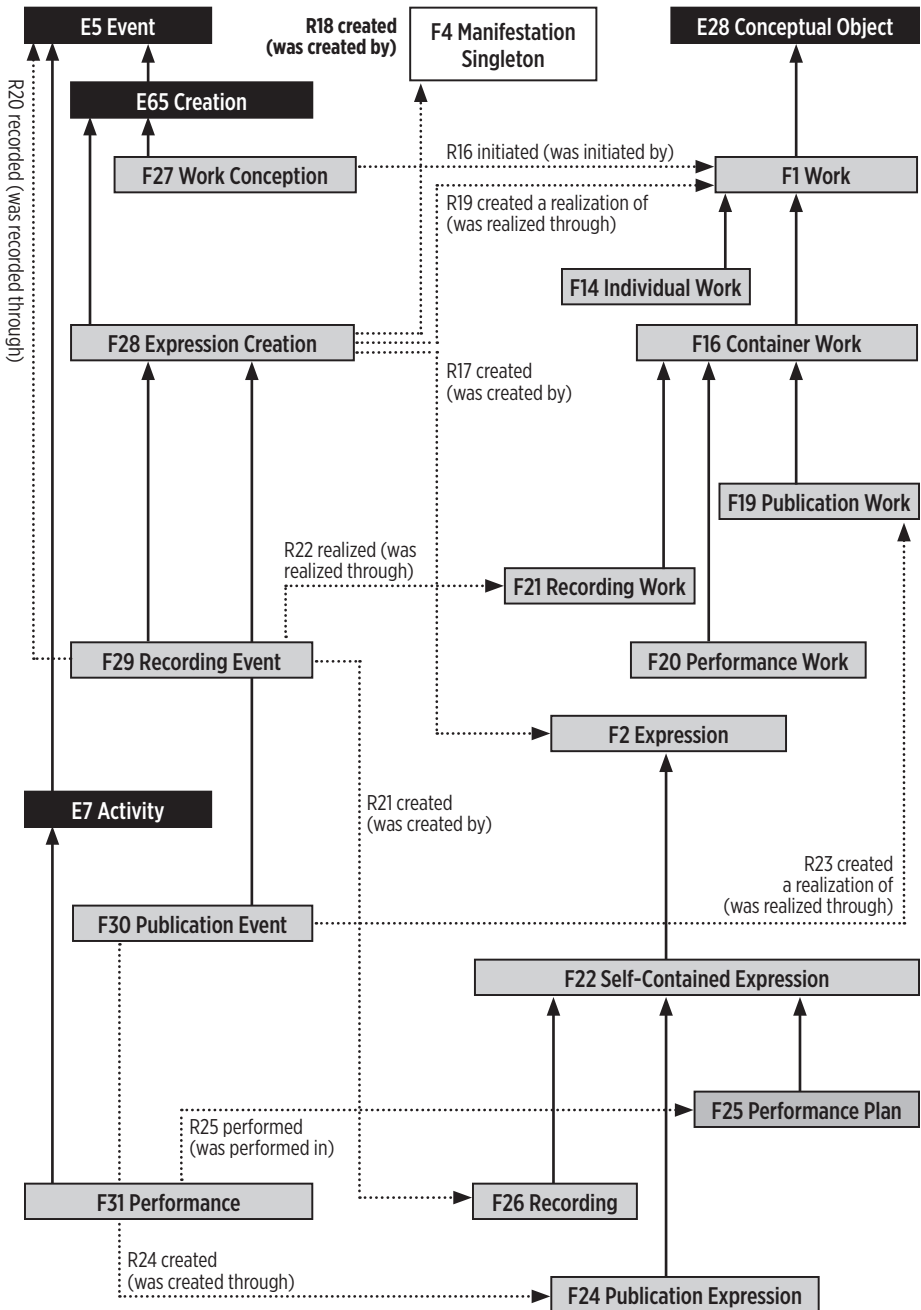 E5 Event
R18 created
(was created by)
F4 Manifestation
Singleton
E28 Conceptual Object
R20 recorded (was recorded through)
E65 Creation
F27 Work Conception
R16 initiated (was initiated by)
F1 Work
R19 created a realization of
(was realized through)
F14 Individual Work
F28 Expression Creation
F16 Container Work
R17 created
(was created by)
F19 Publication Work
R22 realized (was
realized through)
F21 Recording Work
F29 Recording Event
F20 Performance Work
F2 Expression
E7 Activity
R21 created
(was created by)
R23 created
a realization of
(was realized through)
F30 Publication Event
F22 Self-Contained Expression
F25 Performance Plan
R25 performed
(was performed in)
F31 Performance
F26 Recording
R24 created
(was created through)
F24 Publication Expression